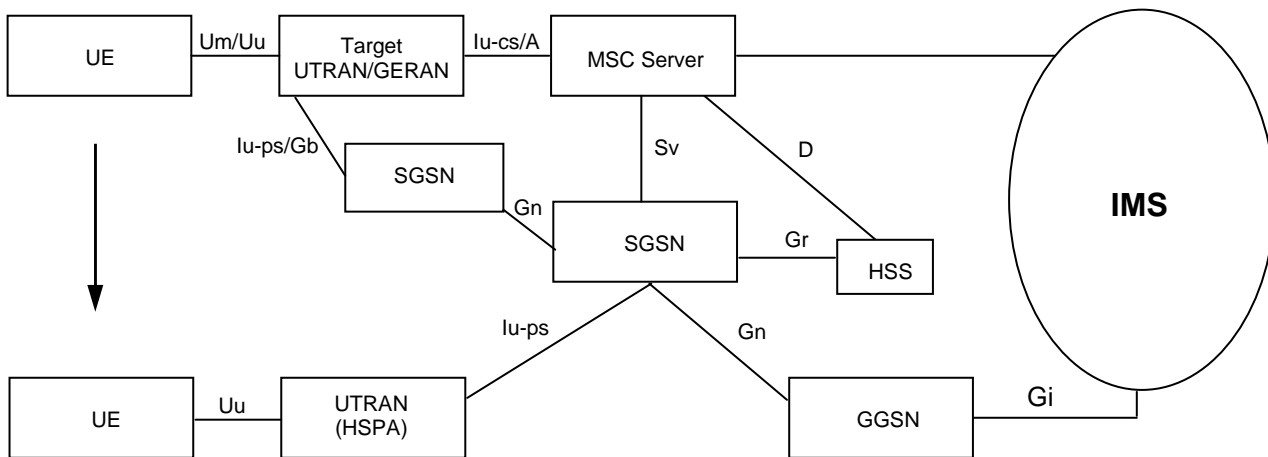 UE
Um/Uu
Target
UTRAN/GERAN
Iu-cs/A
MSC Server
Iu-ps/Gb
SGSN
Gn
Sv
D
SGSN
Gr
HSS
IMS
Iu-ps
Gn
UE
Uu
UTRAN
(HSPA)
GGSN
Gi